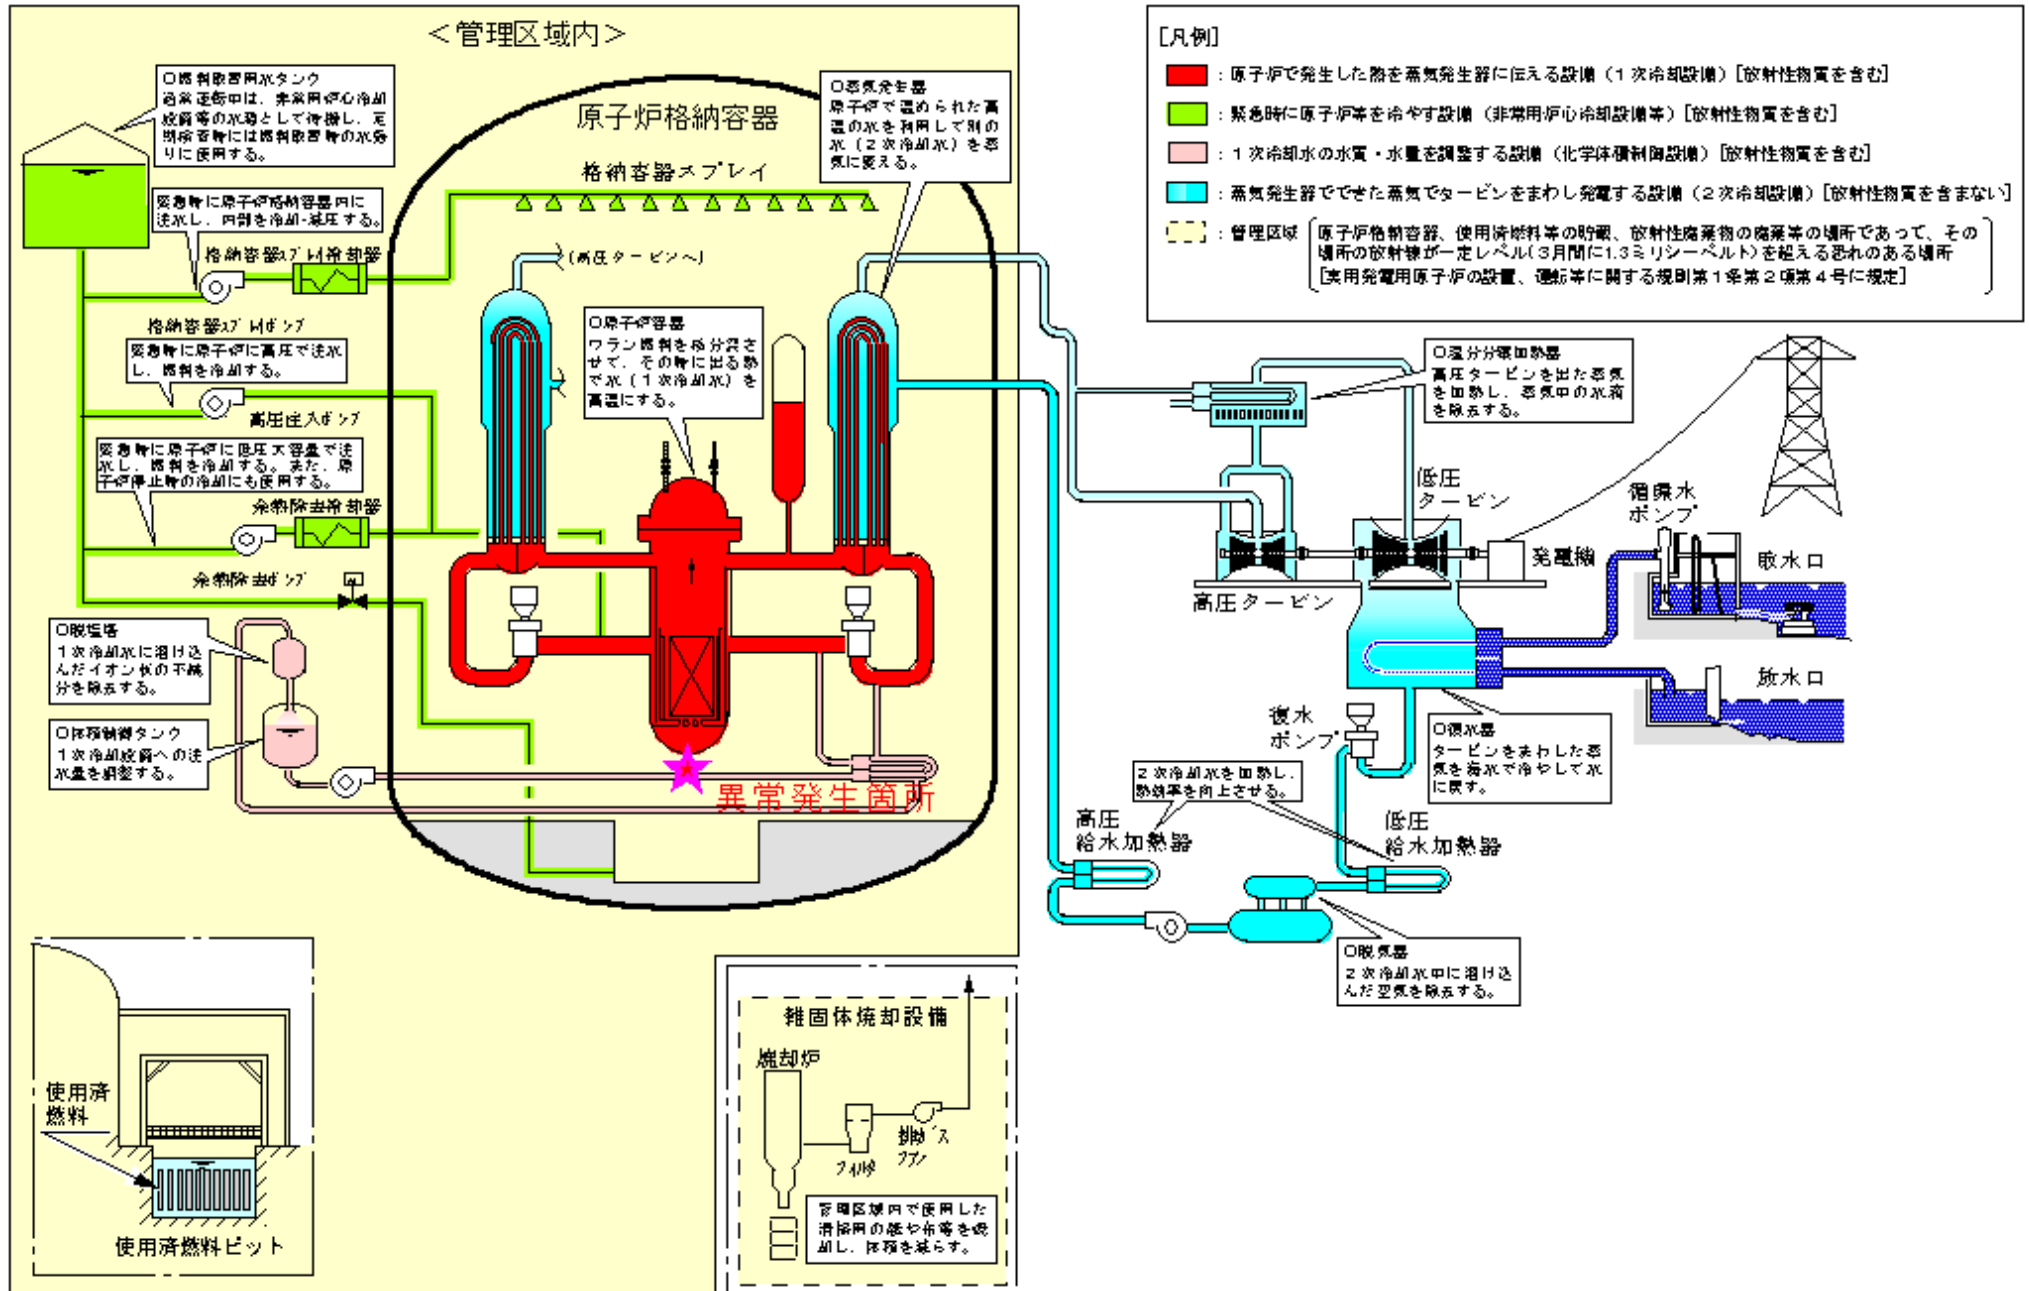 ＜管理区域内＞
○燃料取替用水タンク
通常運転中は、非常用炉心冷却
設備等の水源として待機し、定
期検査時には燃料取替時の水張
りに使用する。
原子炉格納容器
格納容器スプレイ
○蒸気発生器
原子炉で温められた高
温の水を利用して別の
水（２次冷却水）を蒸
気に変える。
緊急時に原子炉格納容器内に
注水し、内部を冷却・減圧する。
格納容器スプレイ冷却器
格納容器スプレイポンプ
(高圧タービンへ)
緊急時に原子炉に高圧で注水
し、燃料を冷却する。
高圧注入ポンプ
○原子炉容器
ウラン燃料を核分裂さ
せて、その時に出る熱
で水（１次冷却水）を
高温にする。
緊急時に原子炉に低圧大容量で注
水し、燃料を冷却する。また、原
子炉停止時の冷却にも使用する。
余熱除去冷却器
余熱除去ポンプ
○脱塩塔
１次冷却水に溶け込
んだイオン状の不純
分を除去する。
○体積制御タンク
１次冷却設備への注
水量を調整する。
異常発生箇所
［凡例］
：原子炉で発生した熱を蒸気発生器に伝える設備（１次冷却設備）［放射性物質を含む］
：緊急時に原子炉等を冷やす設備（非常用炉心冷却設備等）［放射性物質を含む］
：１次冷却水の水質・水量を調整する設備（化学体積制御設備）［放射性物質を含む］
：蒸気発生器でできた蒸気でタービンをまわし発電する設備（２次冷却設備）［放射性物質を含まない］
：管理区域
原子炉格納容器、使用済燃料等の貯蔵、放射性廃棄物の廃棄等の場所であって、その
場所の放射線が一定レベル(３月間に1.3ミリシーベルト)を超える恐れのある場所
［実用発電用原子炉の設置、運転等に関する規則第１条第２項第４号に規定］
○湿分分離加熱器
高圧タービンを出た蒸気
を加熱し、蒸気中の水滴
を除去する。
低圧
タービン
高圧タービン
発電機
循環水
ポンプ
取水口
放水口
復水
ポンプ
○復水器
タービンをまわした蒸
気を海水で冷やして水
に戻す。
２次冷却水を加熱し、
熱効率を向上させる。
高圧
給水加熱器
低圧
給水加熱器
○脱気器
２次冷却水中に溶け込
んだ空気を除去する。
使用済
燃料
使用済燃料ピット
雑固体焼却設備
焼却炉
フィルタ
排ガス
ファン
管理区域内で使用した
清掃用の紙や布等を焼
却し、体積を減らす。